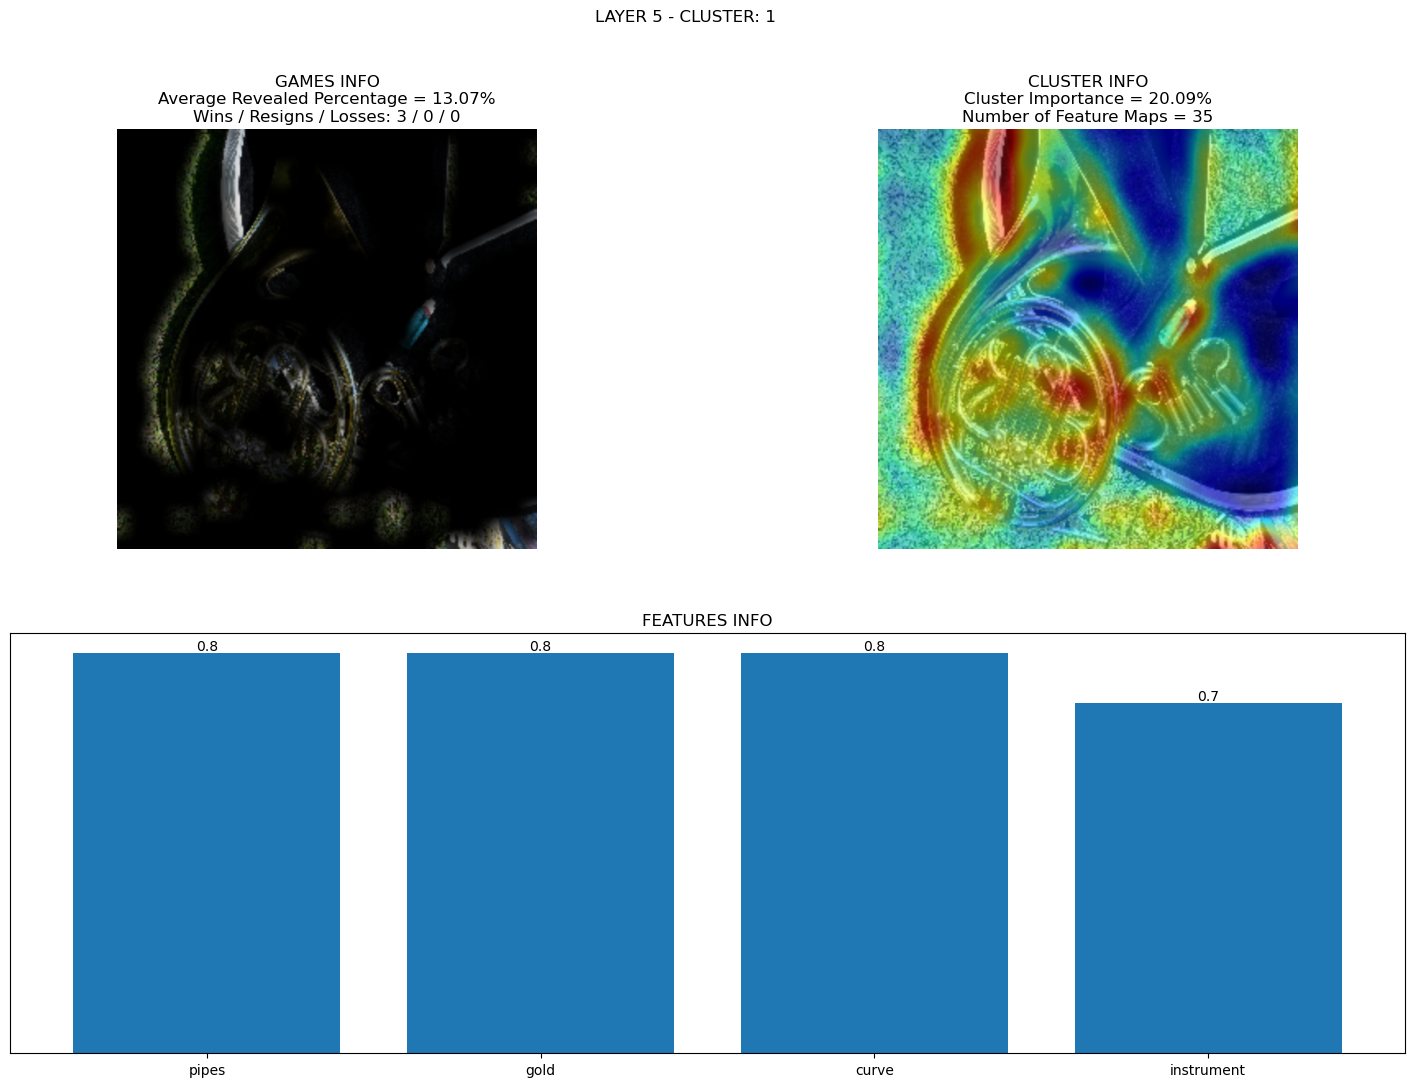 LAYER 5 - CLUSTER: 1
GAMES INFO
Average Revealed Percentage = 13.07%
Wins / Resigns / Losses: 3 / 0 / 0
CLUSTER INFO
Cluster Importance = 20.09%
Number of Feature Maps = 35
FEATURES INFO
0.8
0.8
0.8
0.7
pipes
gold
curve
instrument